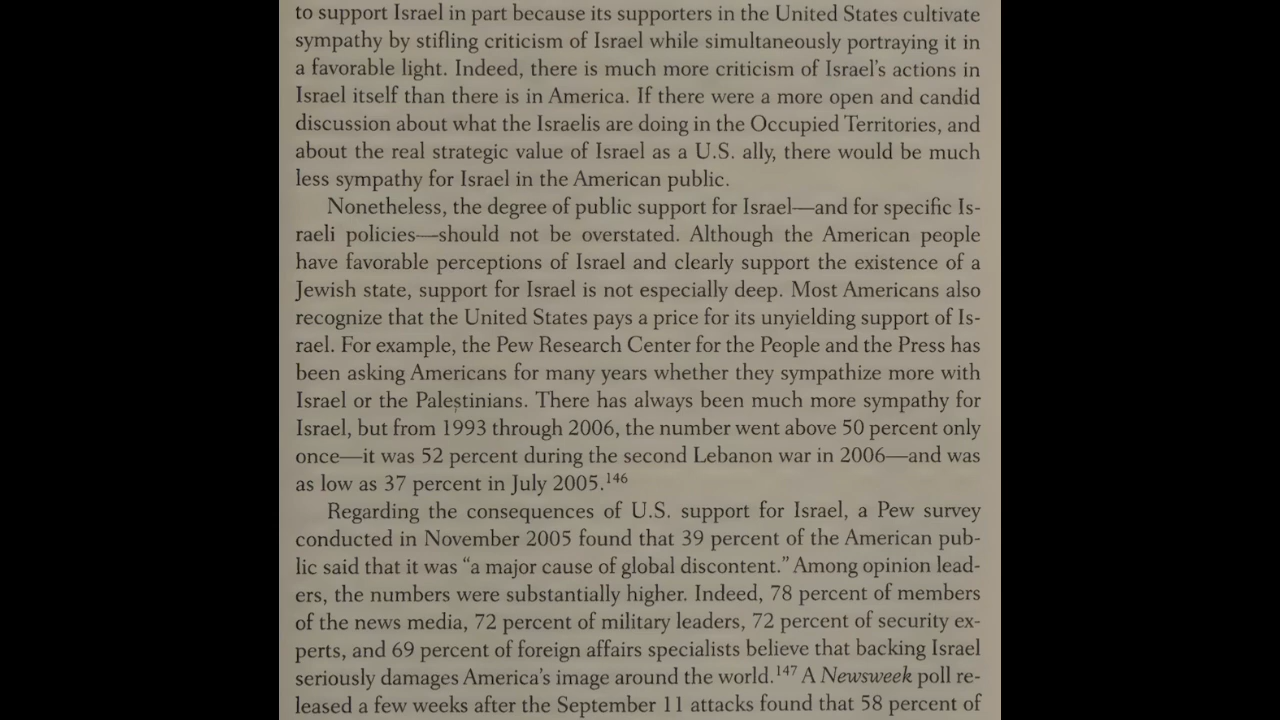 to support Israel in part because its supporters in the United States cultivate
sympathy by stifling criticism of Israel while simultaneously portraying it in
a favorable light. Indeed, there is much more criticism of Israel's actions in
Israel itself than there is in America. If there were a more open and candid
discussion about what the Israelis are doing in the Occupied Territories, and
about the real strategic value of Israel as a U.S. ally, there would be much
less sympathy for Israel in the American public.
Nonetheless, the degree of public support for Israel—and for specific Is-
raeli policies—should not be overstated. Although the American people
have favorable perceptions of Israel and clearly support the existence of a
Jewish state, support for Israel is not especially deep. Most Americans also
recognize that the United States pays a price for its unyielding support of Is-
rael. For example, the Pew Research Center for the People and the Press has
been asking Americans for many years whether they sympathize more with
Israel or the Palestinians. There has always been much more sympathy for
Israel, but from 1993 through 2006, the number went above 50 percent only
once—it was 52 percent during the second Lebanon war in 2006—and was
as low as 37 percent in July 2005.146
Regarding the consequences of U.S. support for Israel, a Pew survey
conducted in November 2005 found that 39 percent of the American pub-
lic said that it was “a major cause of global discontent.” Among opinion lead-
ers, the numbers were substantially higher. Indeed, 78 percent of members
of the news media, 72 percent of military leaders, 72 percent of security ex-
perts, and 69 percent of foreign affairs specialists believe that backing Israel
seriously damages America's image around the world.147 A Newsweek poll re-
leased a few weeks after the September 11 attacks found that 58 percent of